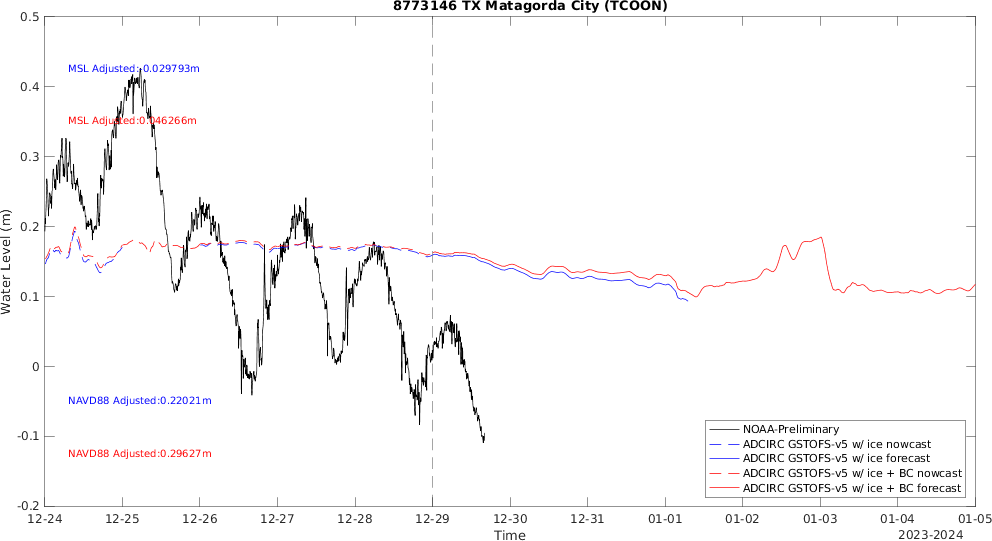 8773146 TX Matagorda City (TCOON)
0.5
0.4
0.3
0.2
0.1
0
-0.1
-0.2
Water Level (m)
MSL Adjusted:-0.029793m
MSL Adjusted:0.046266m
NAVD88 Adjusted:0.22021m
NAVD88 Adjusted:0.29627m
NOAA-Preliminary
ADCIRC GSTOFS-v5 w/ ice nowcast
ADCIRC GSTOFS-v5 w/ ice forecast
ADCIRC GSTOFS-v5 w/ ice + BC nowcast
ADCIRC GSTOFS-v5 w/ ice + BC forecast
12-24 12-25 12-26 12-27 12-28 12-29 12-30 12-31 01-01 01-02 01-03 01-04 01-05
Time
2023-2024